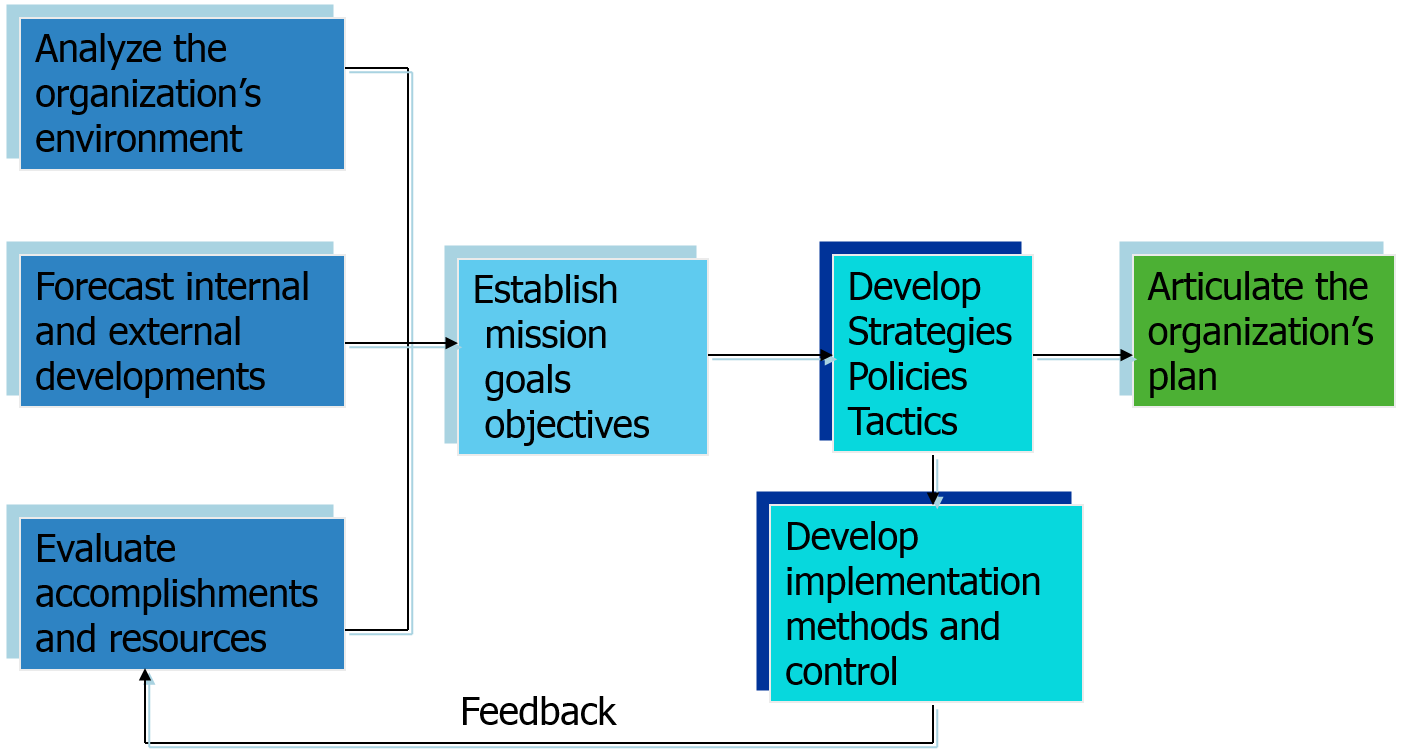 Analyze the
organization’s
environment
Forecast internal
and external
developments
Evaluate
accomplishments
and resources
Establish
mission
goals
objectives
Develop
Strategies
Policies
Tactics
Articulate the
organization’s
plan
Develop
implementation
methods and
control
Feedback